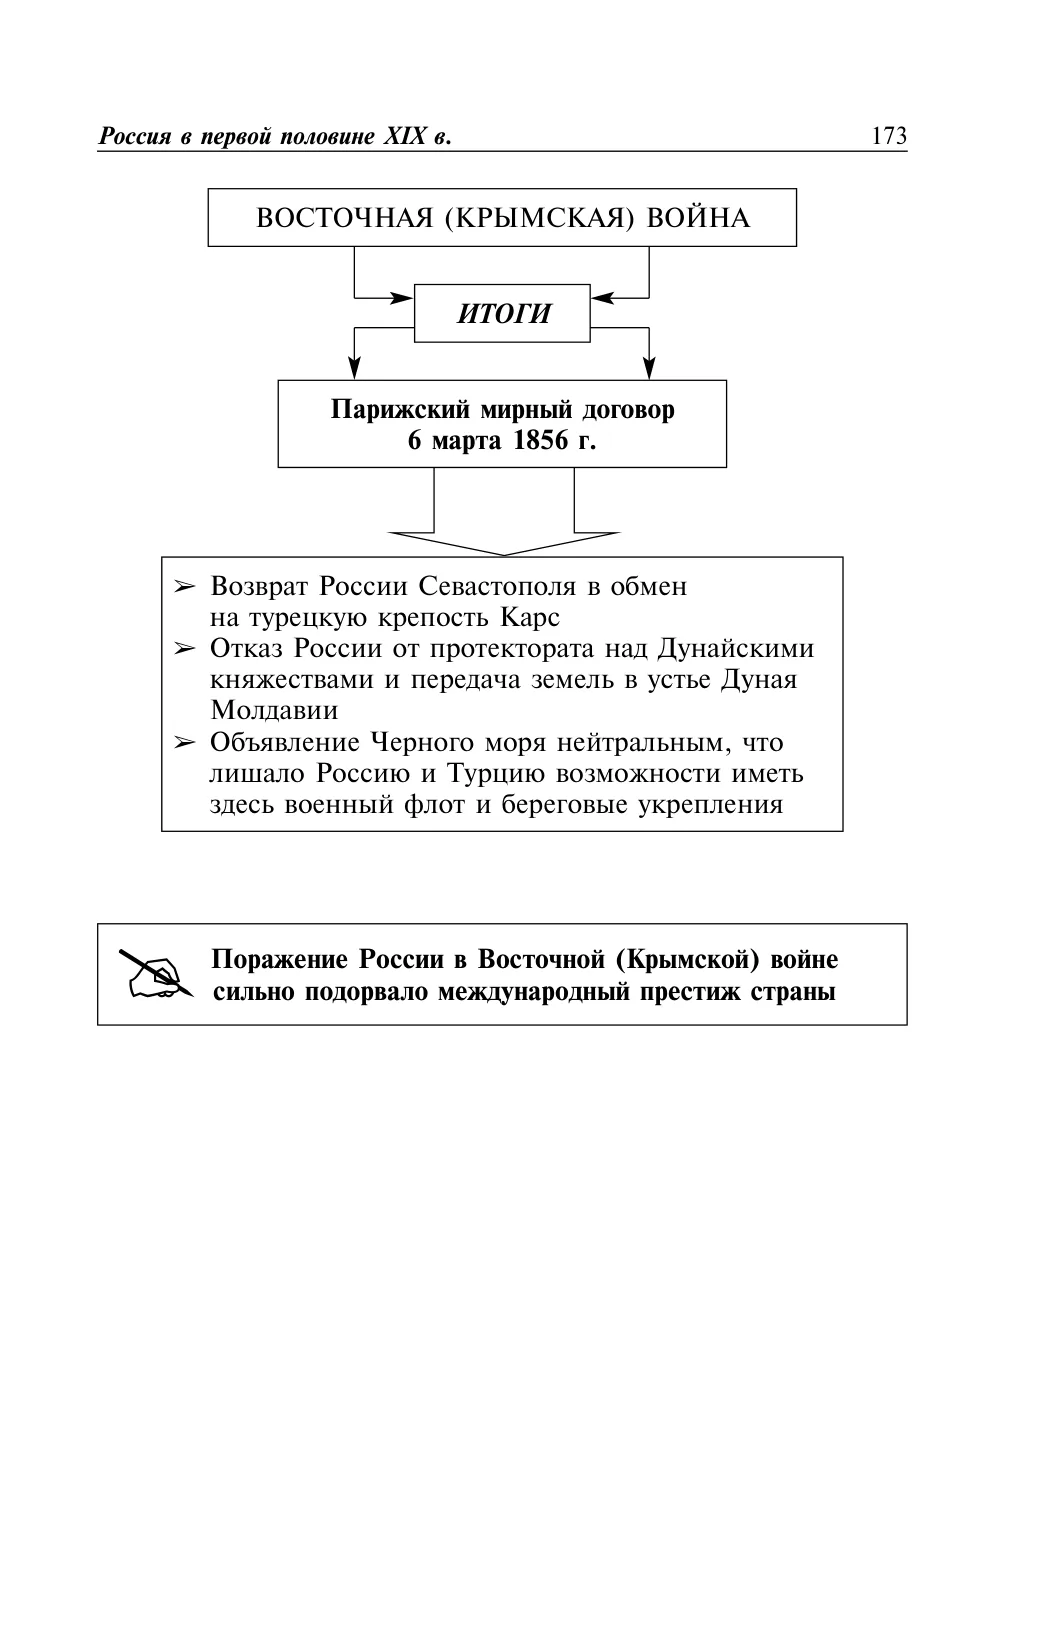 Россия в первой половине XIX в. 173
ВОСТОЧНАЯ (КРЫМСКАЯ) ВОЙНА
ИТОГИ
Парижский мирный договор
6 марта 1856 г.
➢ Возврат России Севастополя в обмен
на турецкую крепость Карс
➢ Отказ России от протектората над Дунайскими
княжествами и передача земель в устье Дуная
Молдавии
➢ Объявление Черного моря нейтральным, что
лишало Россию и Турцию возможности иметь
здесь военный флот и береговые укрепления
Поражение России в Восточной (Крымской) войне
сильно подорвало международный престиж страны